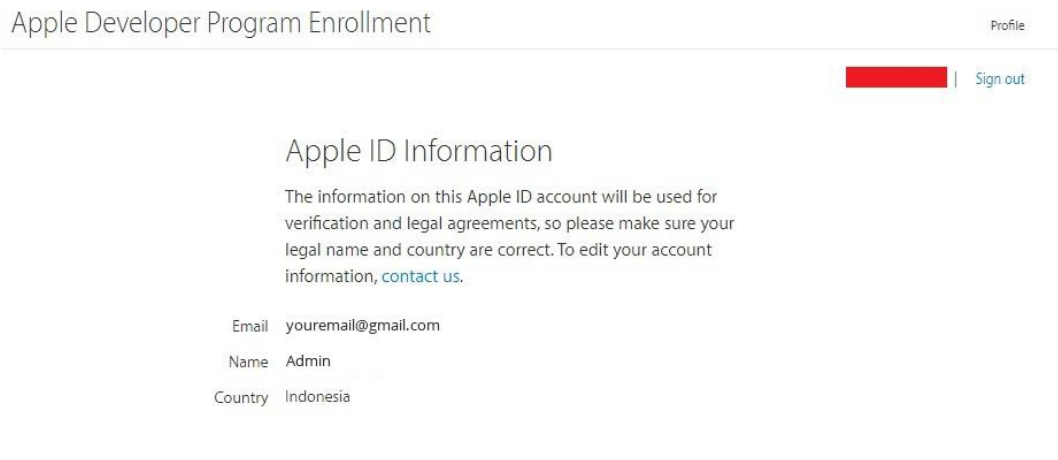 Apple Developer Program Enrollment
Profile
| Sign out
Apple ID Information
The information on this Apple ID account will be used for
verification and legal agreements, so please make sure your
legal name and country are correct. To edit your account
information, contact us.
Email youremail@gmail.com
Name Admin
Country Indonesia